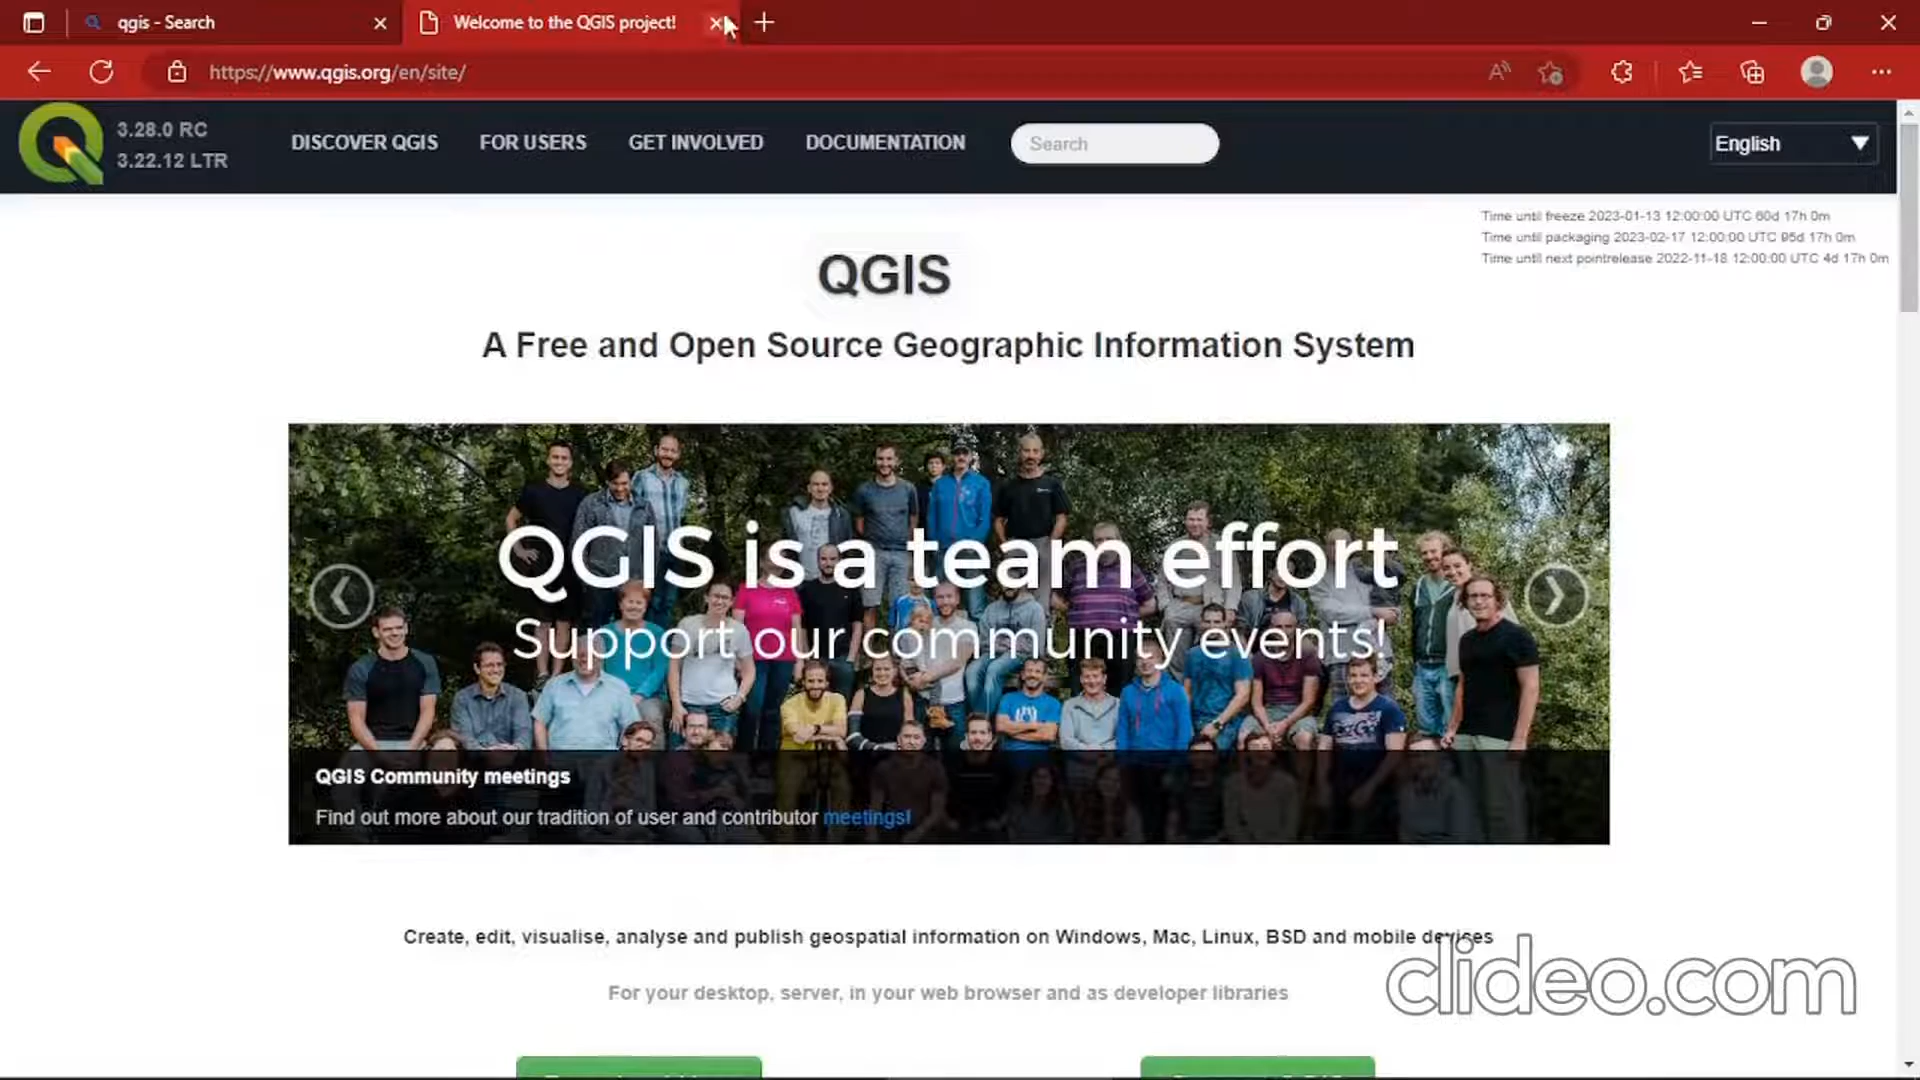 qgis - Search
Welcome to the QGIS project!
https://www.qgis.org/en/site/
3.28.0 RC
3.22.12 LTR
DISCOVER QGIS
FOR USERS
GET INVOLVED
DOCUMENTATION
Search
English
Time until freeze 2023-01-13 12:00:00 UTC 60d 17h 0m
Time until packaging 2023-02-17 12:00:00 UTC 95d 17h 0m
Time until next pointrelease 2022-11-18 12:00:00 UTC 4d 17h 0m
QGIS
A Free and Open Source Geographic Information System
QGIS is a team effort
Support our community events!
QGIS Community meetings
Find out more about our tradition of user and contributor meetings!
Create, edit, visualise, analyse and publish geospatial information on Windows, Mac, Linux, BSD and mobile devices
For your desktop, server, in your web browser and as developer libraries
clideo.com